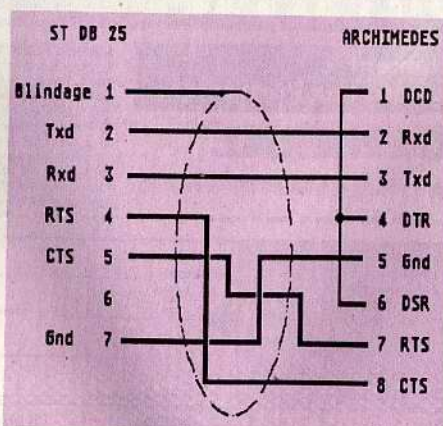 ST DB 25 ARCHIMEDES
Blindage 1 1 DCD
Txd 2 2 Rxd
Rxd 3 3 Txd
RTS 4 4 DTR
CTS 5 5 Gnd
6 6 DSR
Gnd 7 7 RTS
8 CTS